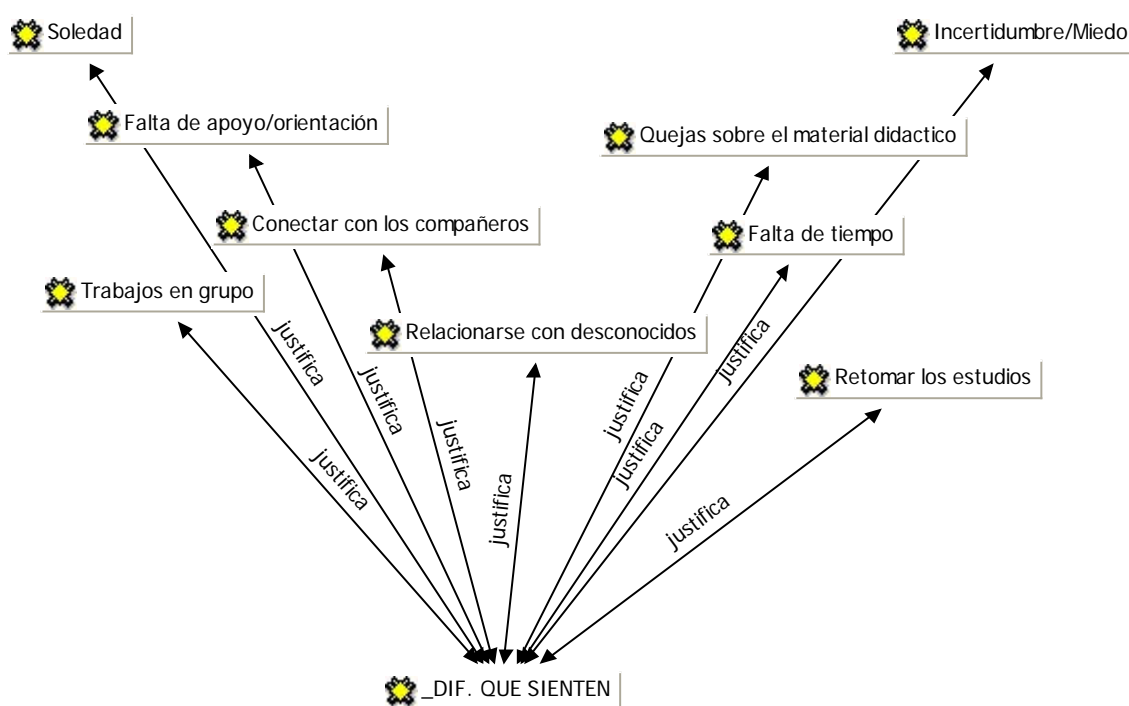 Soledad
Incertidumbre/Miedo
Falta de apoyo/orientación
Quejas sobre el material didactico
Conectar con los compañeros
Falta de tiempo
Trabajos en grupo
Relacionarse con desconocidos
Retomar los estudios
justifica
justifica
justifica
justifica
justifica
justifica
justifica
justifica
justifica
_DIF. QUE SIENTEN